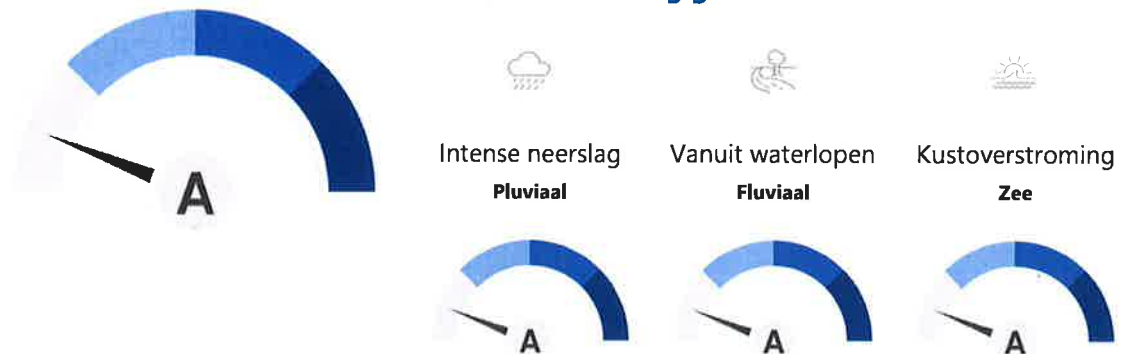 A
Intense neerslag
Pluviaal
A
Vanuit waterlopen
Fluviaal
A
Kustoverstroming
Zee
A